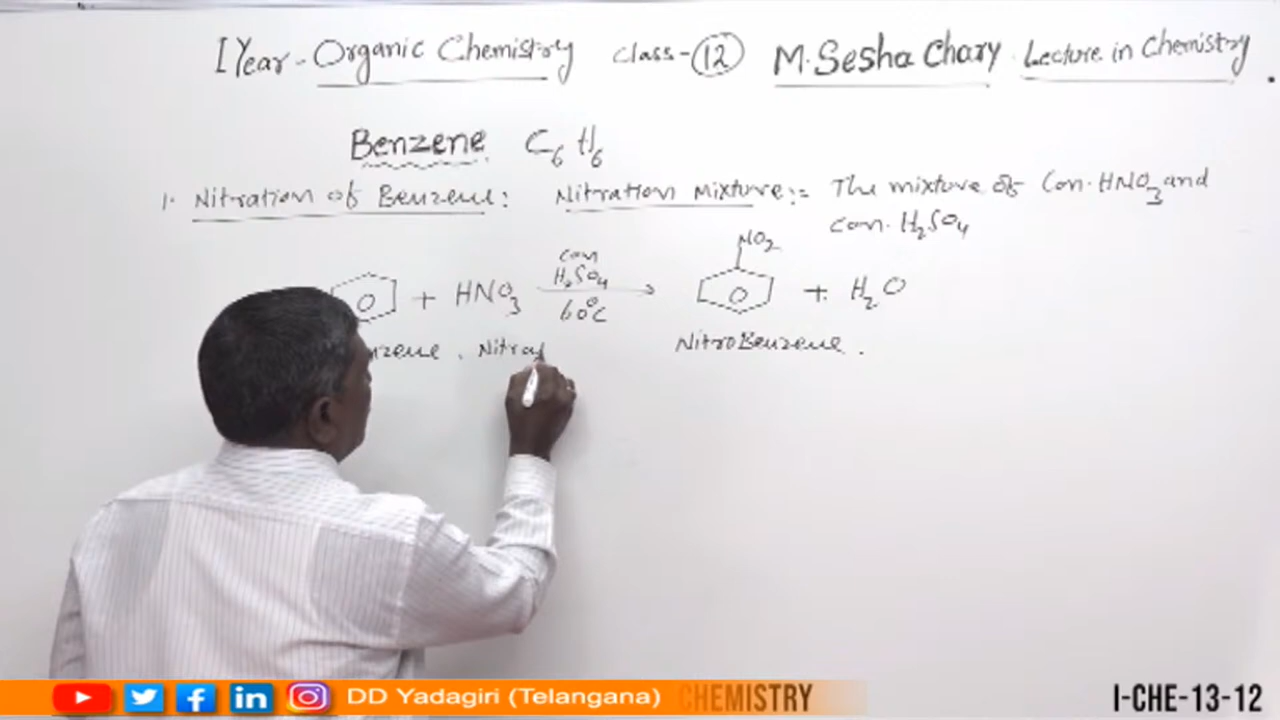 I Year - Organic Chemistry Class - 12 M. Sesha Chary Lecture in Chemistry.
Benzene C6H6
1. Nitration of Benzene: Nitration Mixture:- The mixture of Con. HNO3 and
con. H2SO4
NO2
con
H2SO4
+ HNO3 → + H2O
60°C
nzene. Nitra NitroBenzene.
DD Yadagiri (Telangana) CHEMISTRY I-CHE-13-12